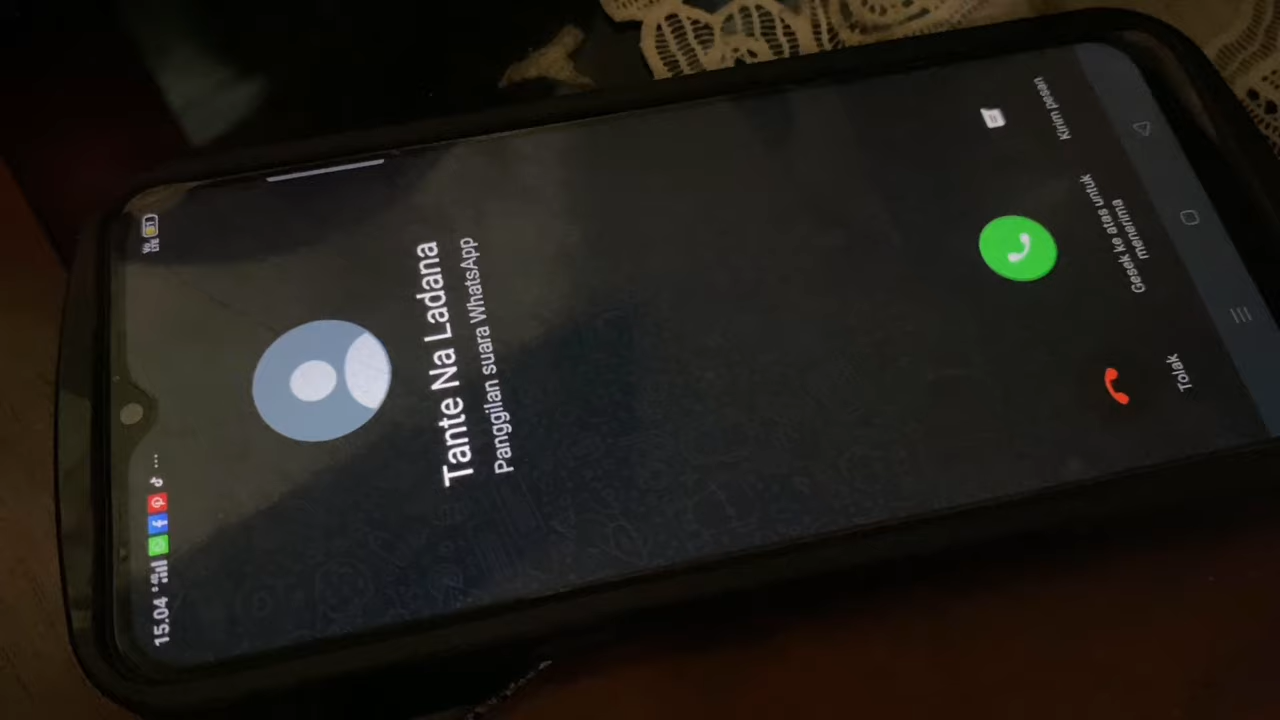 15.04
Tante Na Ladana
Panggilan suara WhatsApp
Kirim pesan
Gesek ke atas untuk
menerima
Tolak